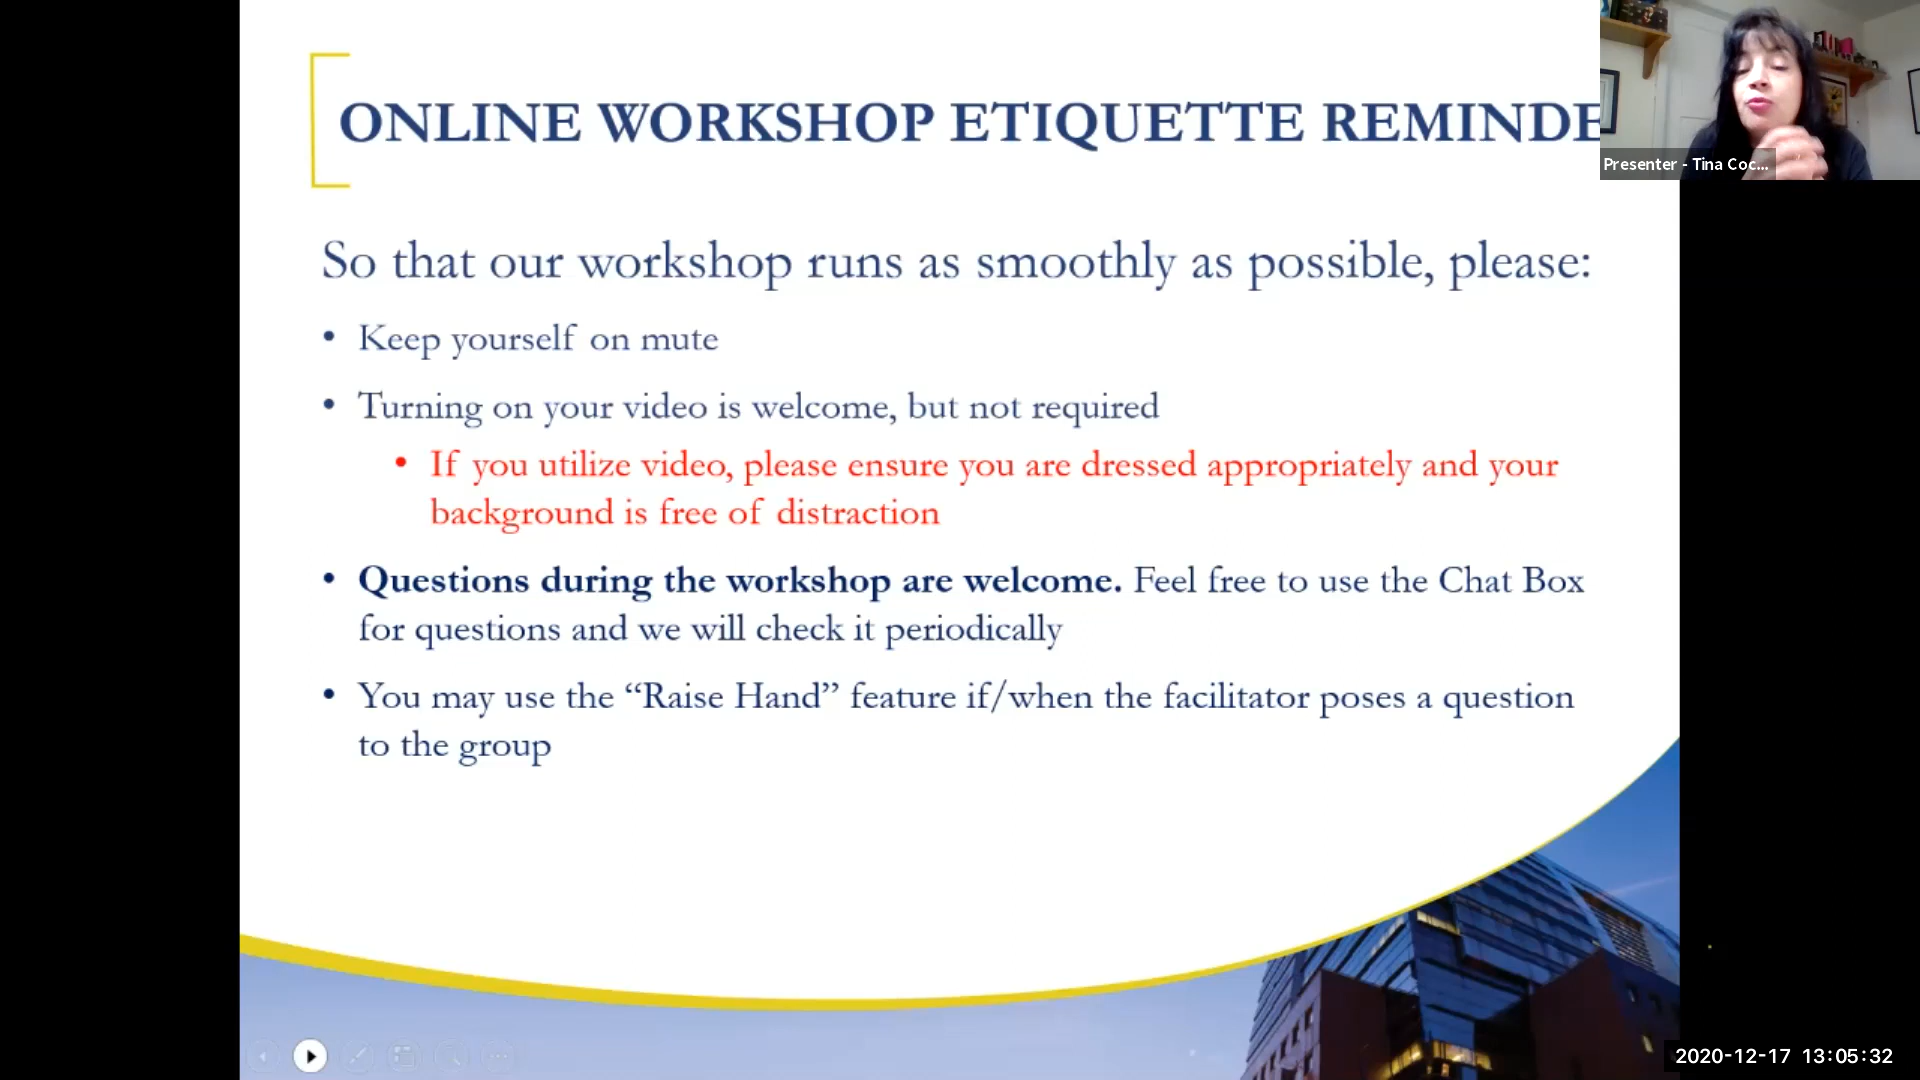 ONLINE WORKSHOP ETIQUETTE REMINDE
Presenter - Tina Coc...
So that our workshop runs as smoothly as possible, please:
• Keep yourself on mute
• Turning on your video is welcome, but not required
• If you utilize video, please ensure you are dressed appropriately and your
background is free of distraction
• Questions during the workshop are welcome. Feel free to use the Chat Box
for questions and we will check it periodically
• You may use the “Raise Hand” feature if/when the facilitator poses a question
to the group
2020-12-17 13:05:32